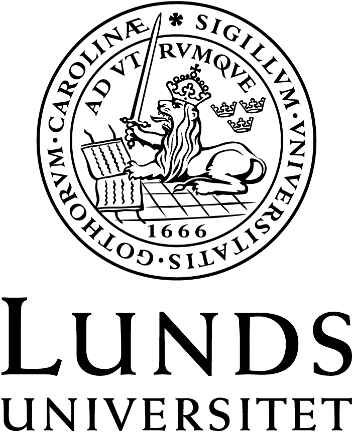 SIGILLVM · VNIVERSITATIS · GOTHORVM · CAROLINÆ *
AD VTRVMQVE
1666
LUNDS
UNIVERSITET